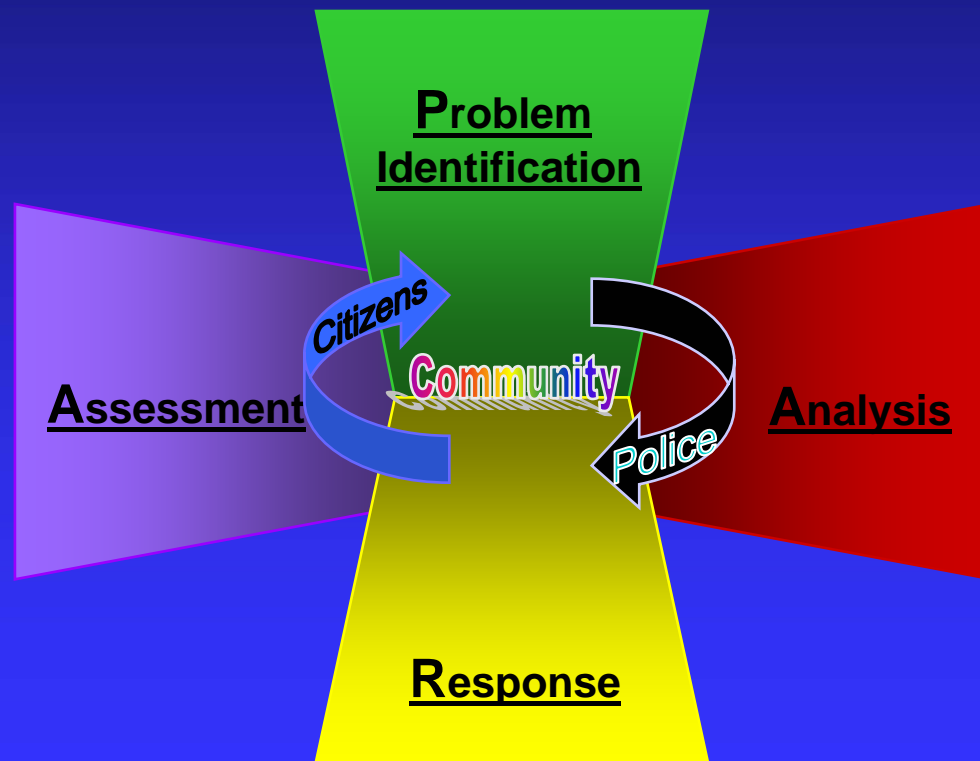 Problem
Identification
Citizens
Community
Assessment
Analysis
Police
Response